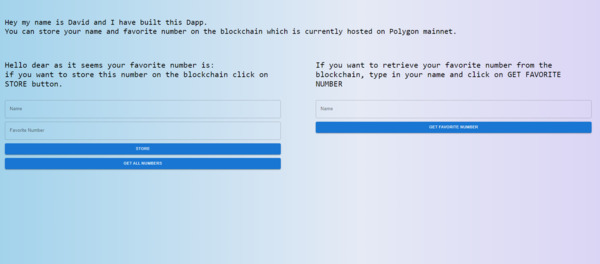 Hey my name is David and I have built this Dapp.
You can store your name and favorite number on the blockchain which is currently hosted on Polygon mainnet.
Hello dear as it seems your favorite number is:
if you want to store this number on the blockchain click on
STORE button.
Name
Favorite Number
STORE
GET ALL NUMBERS
If you want to retrieve your favorite number from the
blockchain, type in your name and click on GET FAVORITE
NUMBER
Name
GET FAVORITE NUMBER